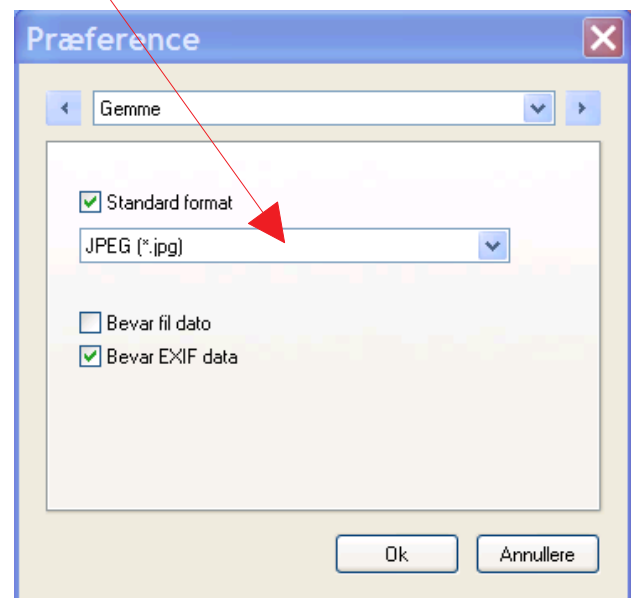 Præference
Gemme
Standard format
JPEG (*.jpg)
Bevar fil dato
Bevar EXIF data
Ok Annullere